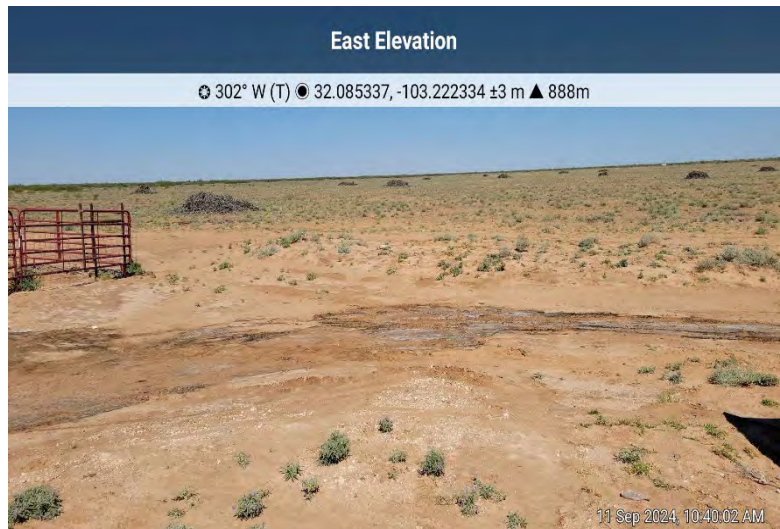 East Elevation
302° W (T) 32.085337, -103.222334 ±3 m ▲ 888m
11 Sep 2024, 10:40:02 AM